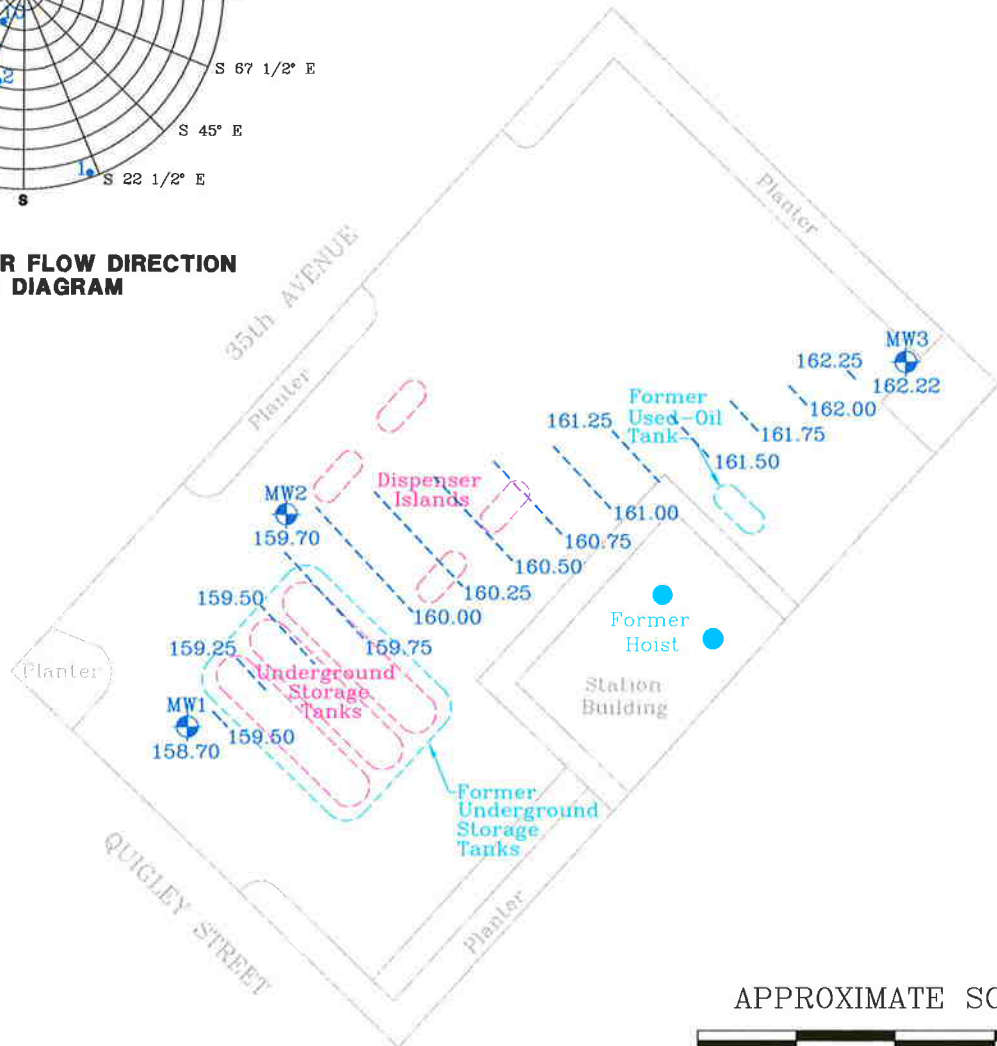 S 67 1/2° E
S 45° E
S 22 1/2° E
S
10
2
1
R FLOW DIRECTION
DIAGRAM
35th AVENUE
Planter
Planter
MW3
162.22
162.25
162.00
161.75
161.50
Former
Used-Oil
Tank
161.25
161.00
160.75
160.50
160.25
160.00
159.75
Dispenser
Islands
MW2
159.70
159.50
159.25
MW1
158.70
159.50
Underground
Storage
Tanks
Planter
Former
Hoist
Station
Building
Former
Underground
Storage
Tanks
QUIGLEY STREET
Planter
APPROXIMATE SC